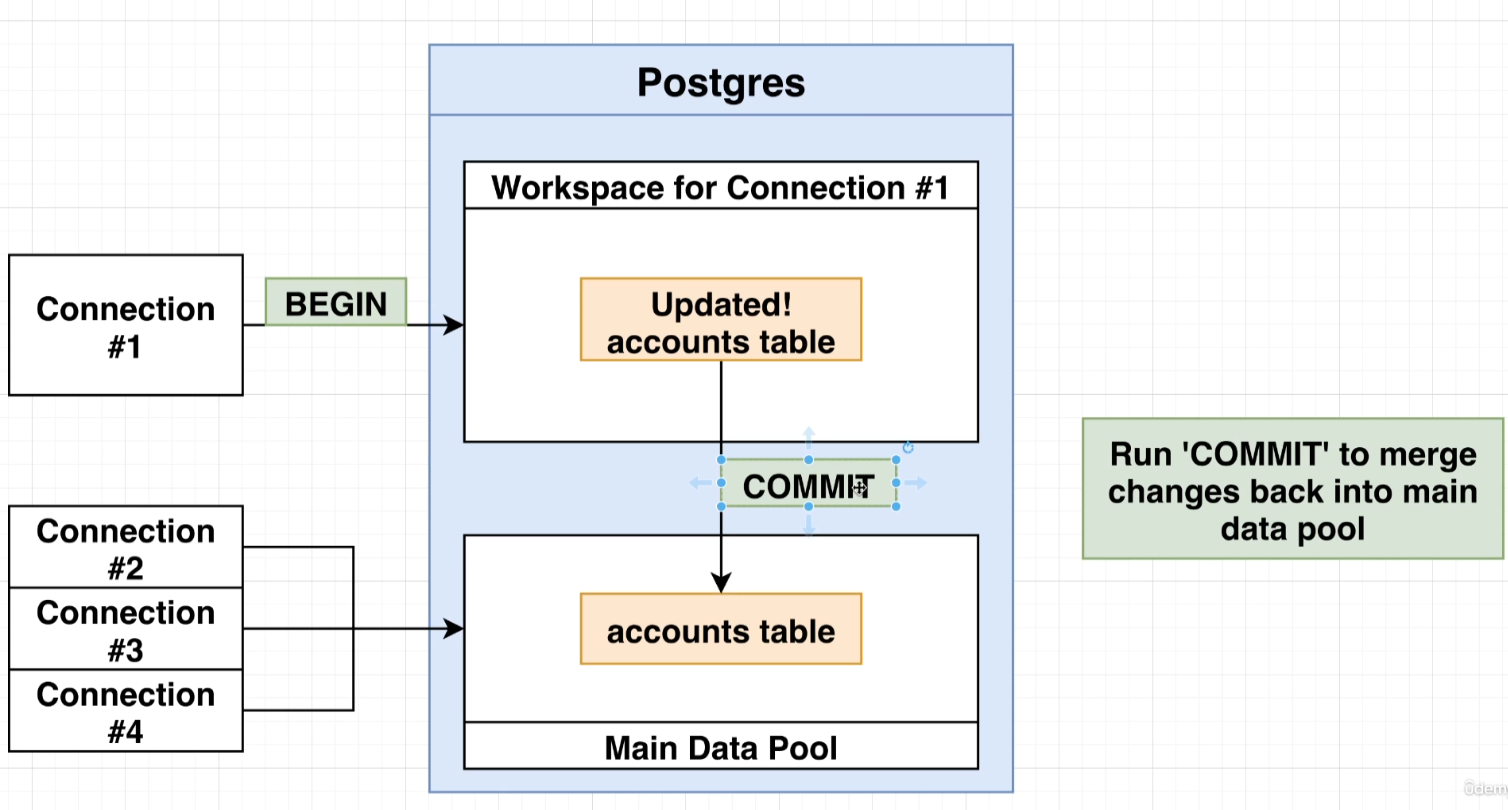 Postgres
Workspace for Connection #1
Connection
#1
BEGIN
Updated!
accounts table
COMMIT
Run 'COMMIT' to merge
changes back into main
data pool
Connection
#2
Connection
#3
Connection
#4
accounts table
Main Data Pool